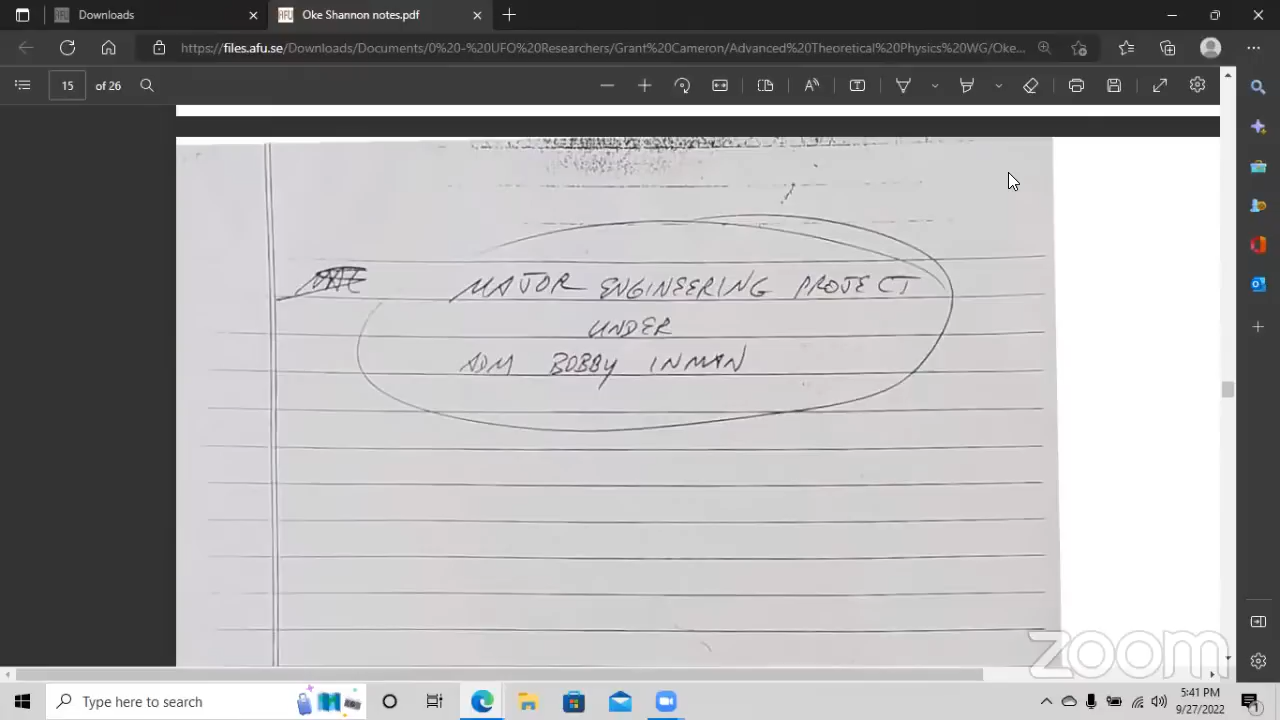 Downloads
Oke Shannon notes.pdf
https://files.afu.se/Downloads/Documents/0%20-%20UFO%20Researchers/Grant%20Cameron/Advanced%20Theoretical%20Physics%20WG/Oke...
15 of 26
MAJOR ENGINEERING PROJECT
UNDER
ADM BOBBY INMAN
zoom
Type here to search
5:41 PM
9/27/2022